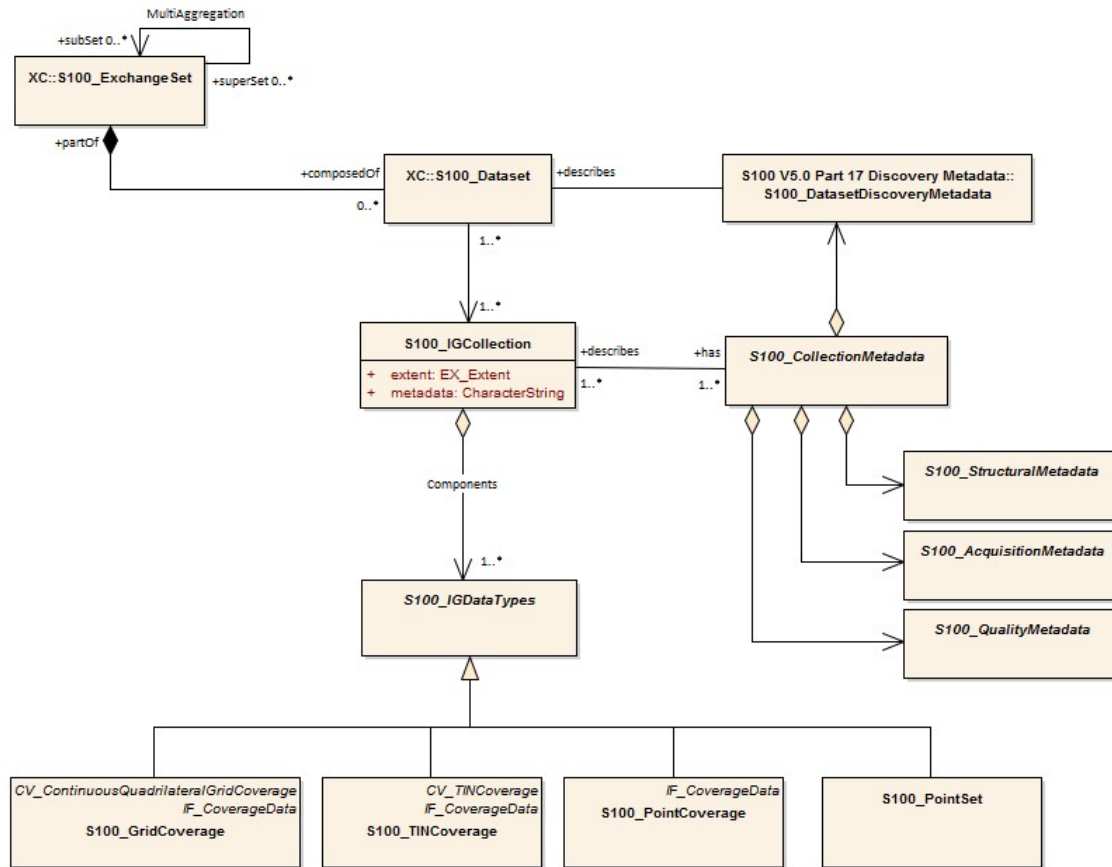 MultiAggregation
+subSet 0..*
XC::S100_ExchangeSet
+superSet 0..*
+partOf
+composedOf
0..*
XC::S100_Dataset
+describes
S100 V5.0 Part 17 Discovery Metadata::
S100_DatasetDiscoveryMetadata
1..*
1..*
S100_IGCollection
+ extent: EX_Extent
+ metadata: CharacterString
+describes
1..*
+has
1..*
S100_CollectionMetadata
Components
1..*
S100_StructuralMetadata
S100_AcquisitionMetadata
S100_QualityMetadata
S100_IGDataTypes
CV_ContinuousQuadrilateralGridCoverage
IF_CoverageData
S100_GridCoverage
CV_TINCoverage
IF_CoverageData
S100_TINCoverage
IF_CoverageData
S100_PointCoverage
S100_PointSet